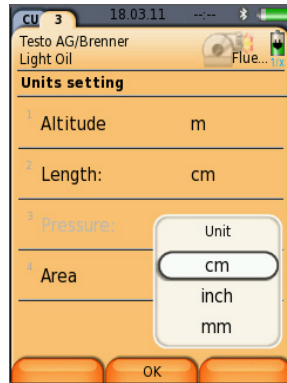 CU 3 18.03.11 --:--
Testo AG/Brenner
Light Oil Flue... 1/x
Units setting
1 Altitude m
2 Length: cm
3 Pressure:
4 Area
Unit
cm
inch
mm
OK